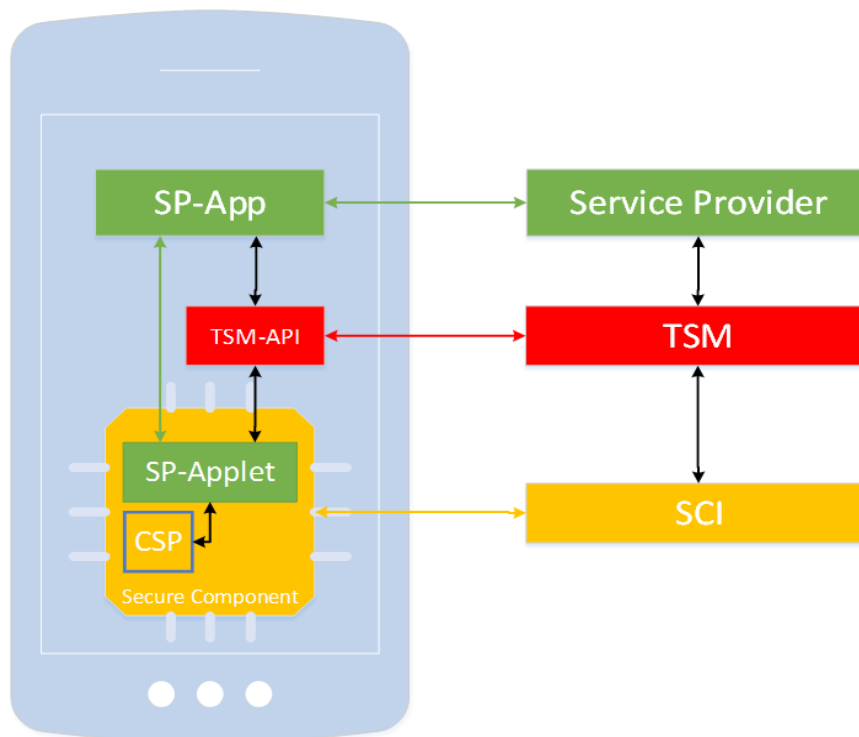 SP-App
Service Provider
TSM-API
TSM
SP-Applet
SCI
CSP
Secure Component